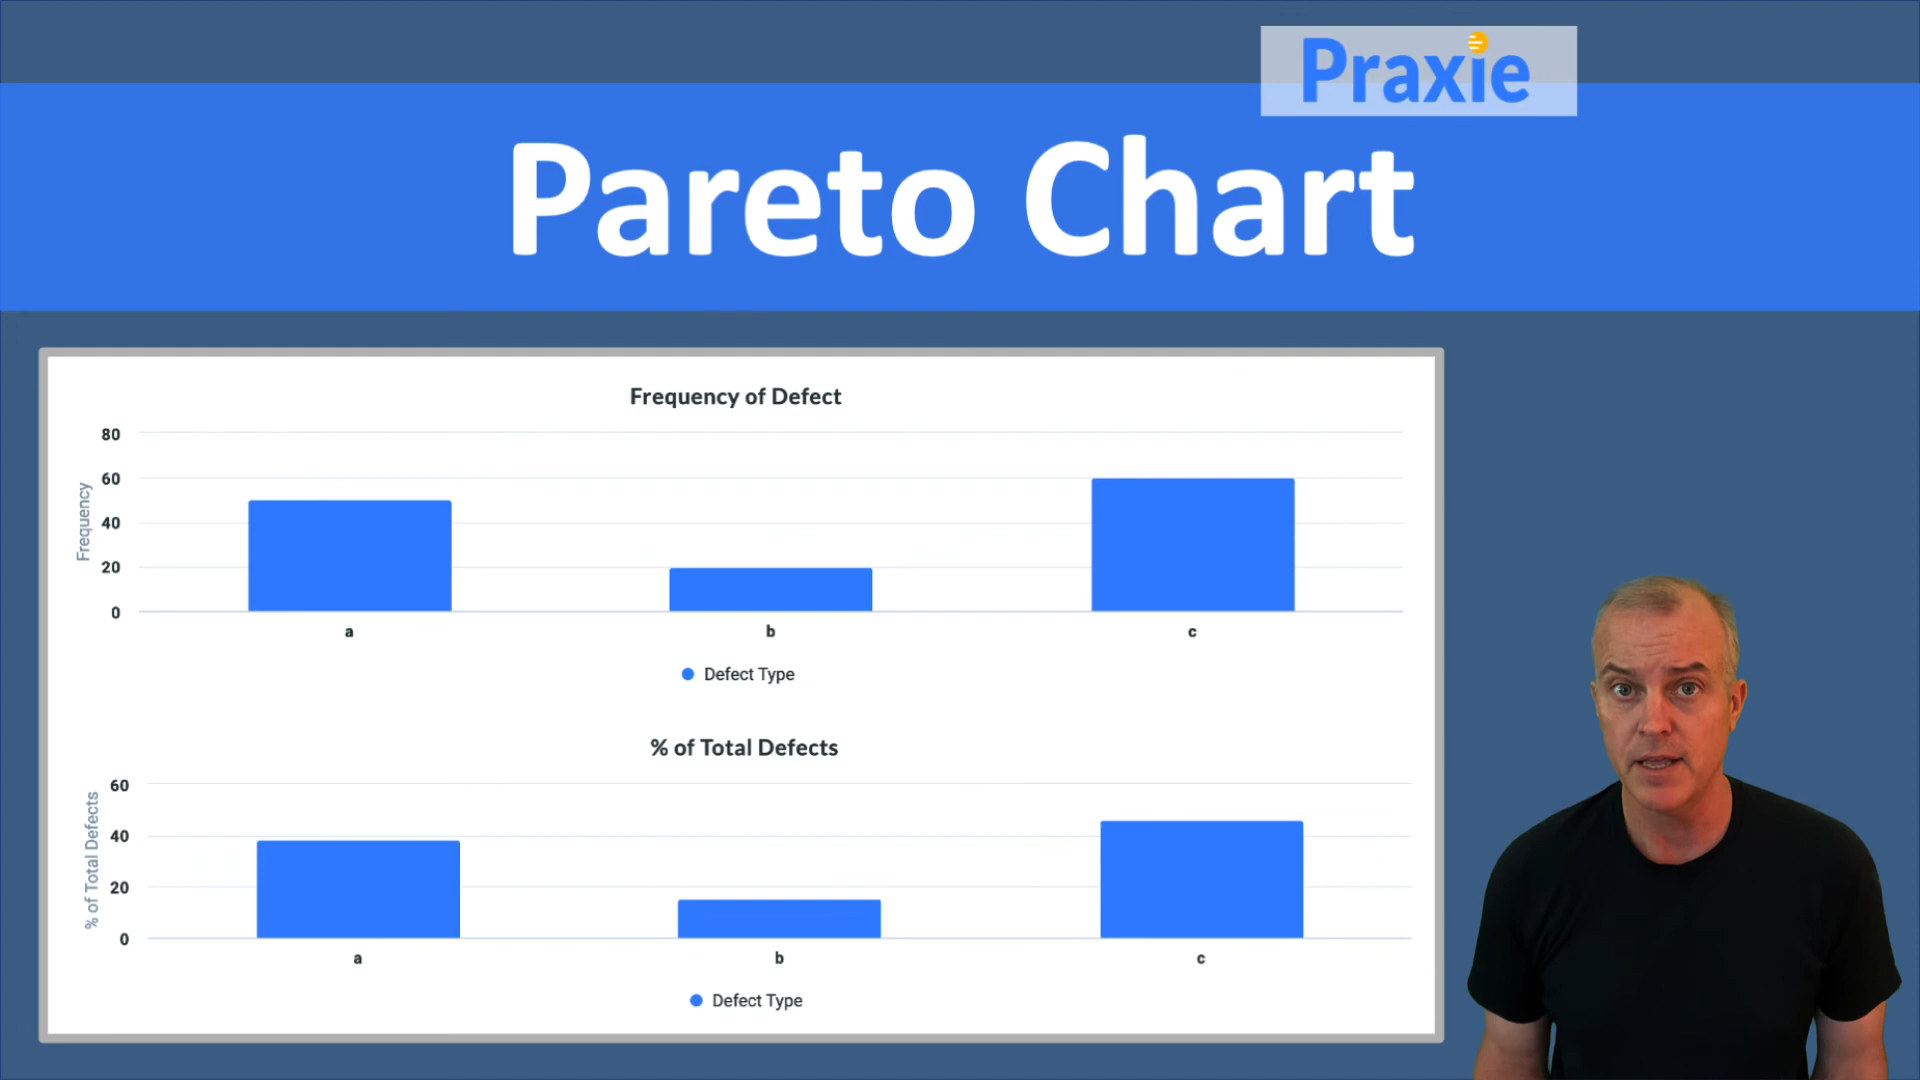 Praxie
Pareto Chart
Frequency of Defect
Frequency
80
60
40
20
0
a
b
c
Defect Type
% of Total Defects
% of Total Defects
60
40
20
0
a
b
c
Defect Type